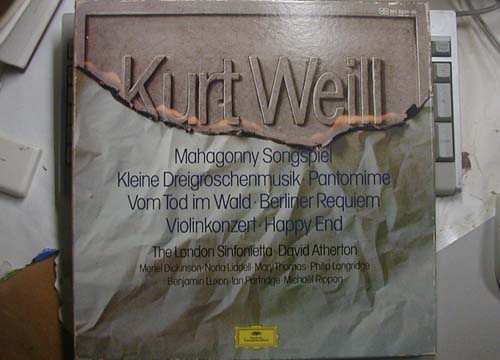 Kurt Weill
Mahagonny Songspiel
Kleine Dreigroschenmusik · Pantomime
Vom Tod im Wald · Berliner Requiem
Violinkonzert · Happy End
The London Sinfonietta · David Atherton
Meriel Dickinson · Nona Liddell · Mary Thomas · Philip Langridge
Benjamin Luxon · Ian Partridge · Michael Rippon